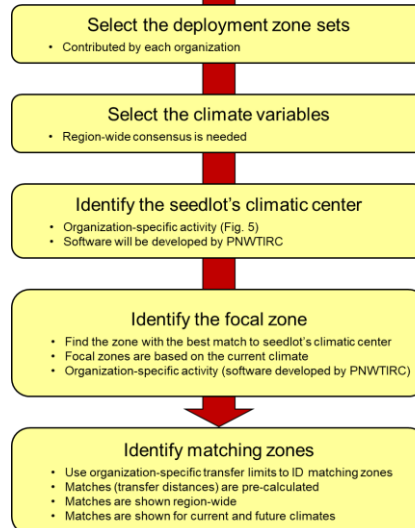 Select the deployment zone sets
• Contributed by each organization
Select the climate variables
• Region-wide consensus is needed
Identify the seedlot's climatic center
• Organization-specific activity (Fig. 5)
• Software will be developed by PNWTIRC
Identify the focal zone
• Find the zone with the best match to seedlot's climatic center
• Focal zones are based on the current climate
• Organization-specific activity (software developed by PNWTIRC)
Identify matching zones
• Use organization-specific transfer limits to ID matching zones
• Matches (transfer distances) are pre-calculated
• Matches are shown region-wide
• Matches are shown for current and future climates